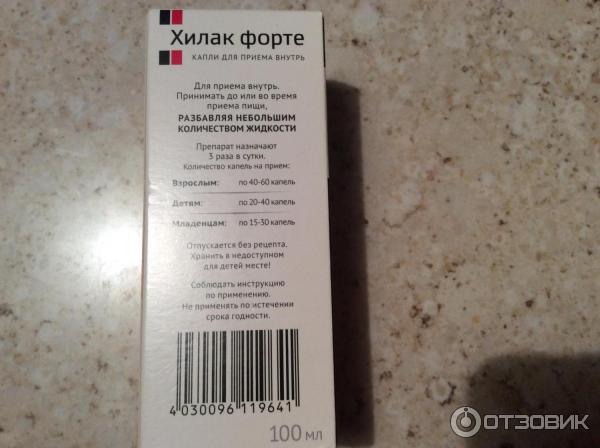 Хилак форте
КАПЛИ ДЛЯ ПРИЕМА ВНУТРЬ
Для приема внутрь.
Принимать до или во время
приема пищи,
РАЗБАВЛЯЯ НЕБОЛЬШИМ
КОЛИЧЕСТВОМ ЖИДКОСТИ
Препарат назначают
3 раза в сутки.
Количество капель на прием:
Взрослым: по 40-60 капель
Детям: по 20-40 капель
Младенцам: по 15-30 капель
Отпускается без рецепта.
Хранить в недоступном
для детей месте!
Соблюдать инструкцию
по применению.
Не применять по истечении
срока годности.
4 030096 119641
100 мл
ОТЗОВИК